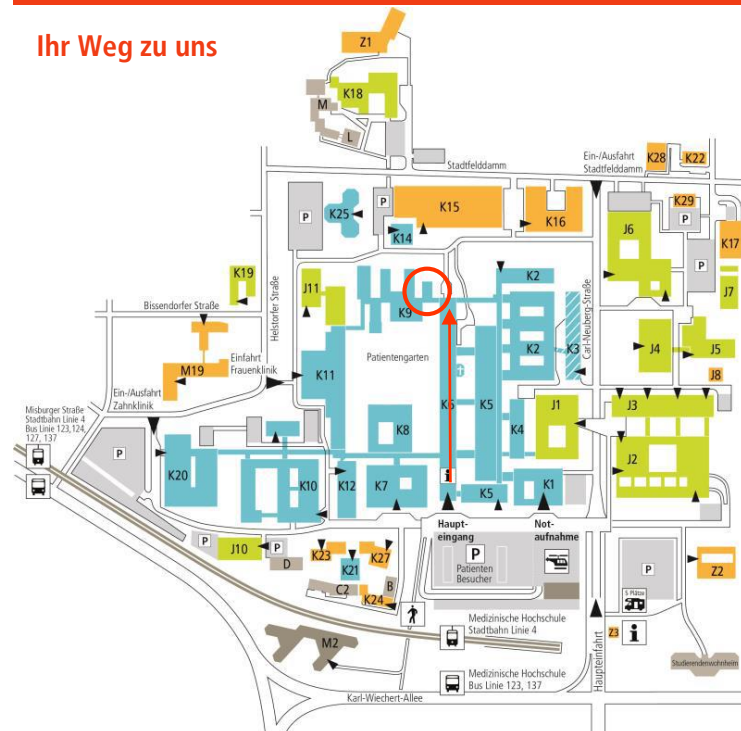 Ihr Weg zu uns
Z1
K18
M
L
Stadtfelddamm
Ein-/Ausfahrt
Stadtfelddamm
K28
K22
P
K25
P
K14
K15
K16
K29
P
K17
J6
P
J7
K19
Helstorfer Straße
J11
K9
K2
K2
Carl-Neuberg-Straße
K3
Bissendorfer Straße
M19
Einfahrt
Frauenklinik
K11
Patientengarten
K6
K5
J4
J5
J8
Ein-/Ausfahrt
Zahnklinik
Misburger Straße
Stadtbahn Linie 4
Bus Linie 123,124,
127, 137
P
K20
K10
K12
K8
K7
i
K5
K4
J1
K1
J3
J2
P
J10
P
D
K23
K21
K27
C2
K24
B
Haupt-
eingang
Not-
aufnahme
P
Patienten
Besucher
P
5 Plätze
Z2
Z3
i
Medizinische Hochschule
Stadtbahn Linie 4
M2
Medizinische Hochschule
Bus Linie 123, 137
Haupteinfahrt
Studierendenwohnheim
Karl-Wiechert-Allee